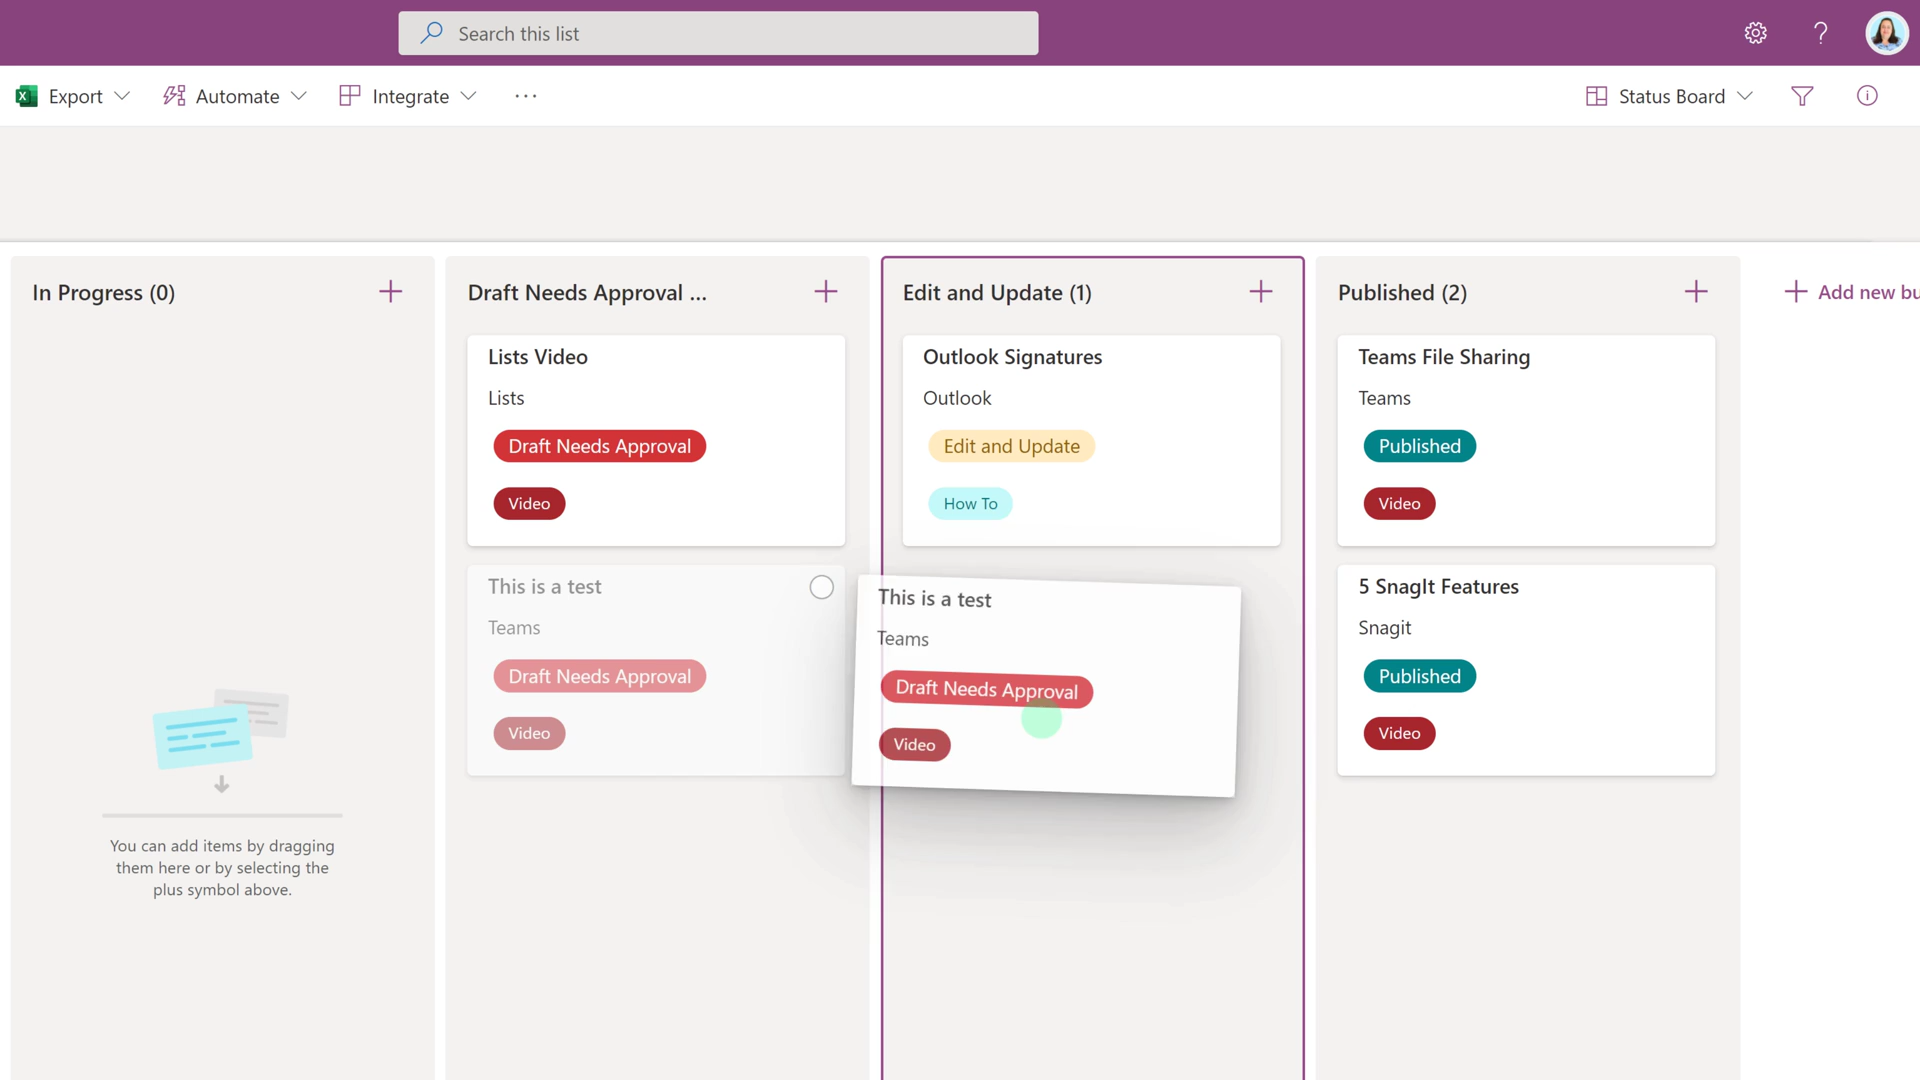 Search this list
Export
Automate
Integrate
Status Board
In Progress (0)
You can add items by dragging
them here or by selecting the
plus symbol above.
Draft Needs Approval ...
Lists Video
Lists
Draft Needs Approval
Video
This is a test
Teams
Draft Needs Approval
Video
Edit and Update (1)
Outlook Signatures
Outlook
Edit and Update
How To
This is a test
Teams
Draft Needs Approval
Video
Published (2)
Teams File Sharing
Teams
Published
Video
5 SnagIt Features
Snagit
Published
Video
Add new bu